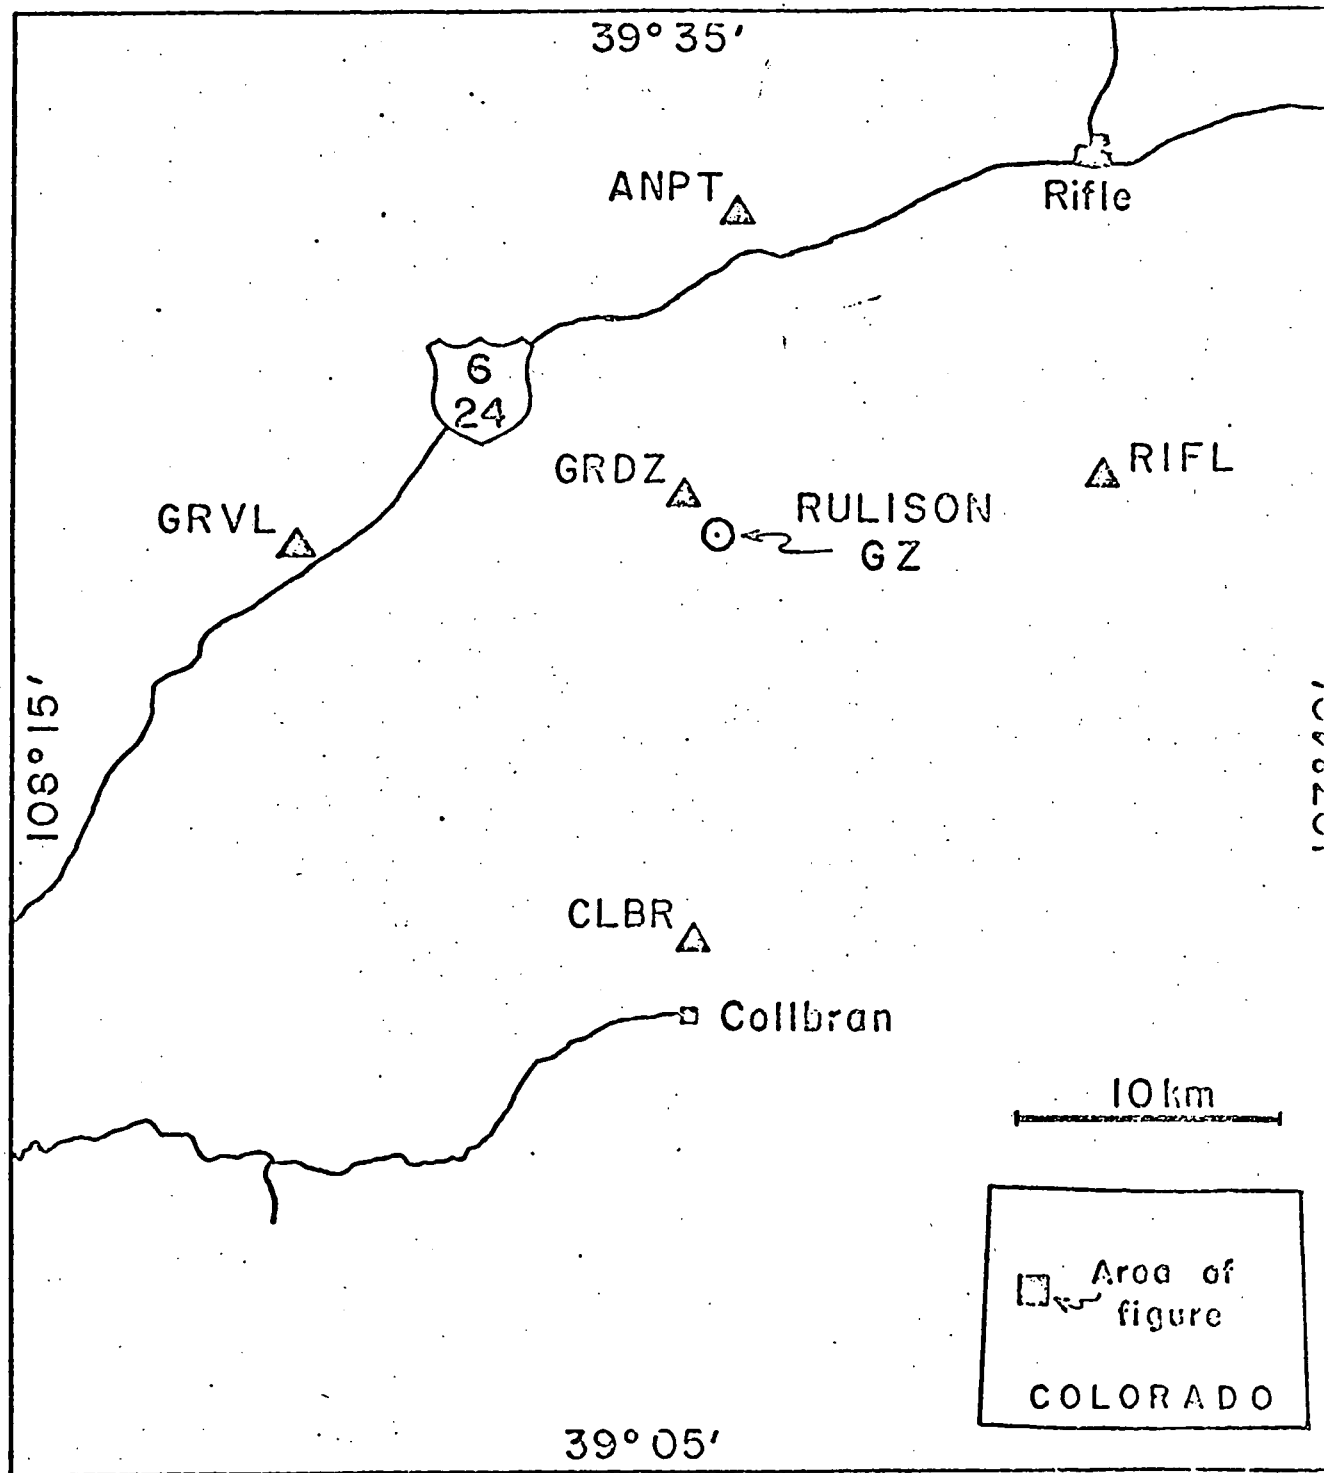 39°35'
ANPT
Rifle
6
24
GRDZ
RIFL
GRVL
RULISON
GZ
108°15'
CLBR
Collbran
10 km
Area of
figure
COLORADO
39°05'